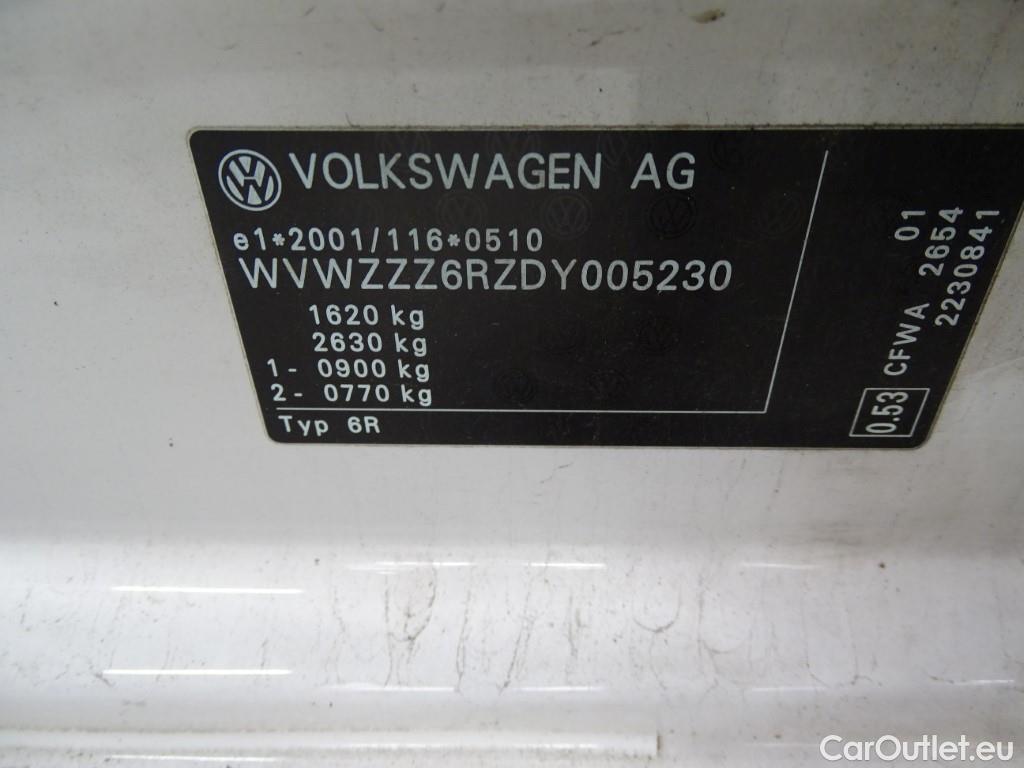 VOLKSWAGEN AG
e1*2001/116*0510
WVWZZZ6RZDY005230
1620 kg
2630 kg
1- 0900 kg
2- 0770 kg
Typ 6R
01
CFWA 2654
2230841
0.53
CarOutlet.eu